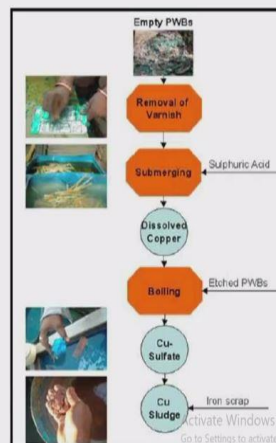 Empty PWBs
Removal of
Varnish
Submerging
Sulphuric Acid
Dissolved
Copper
Boiling
Etched PWBs
Cu-
Sulfate
Cu
Sludge
Iron scrap
Activate Windows
Go to Settings to activate